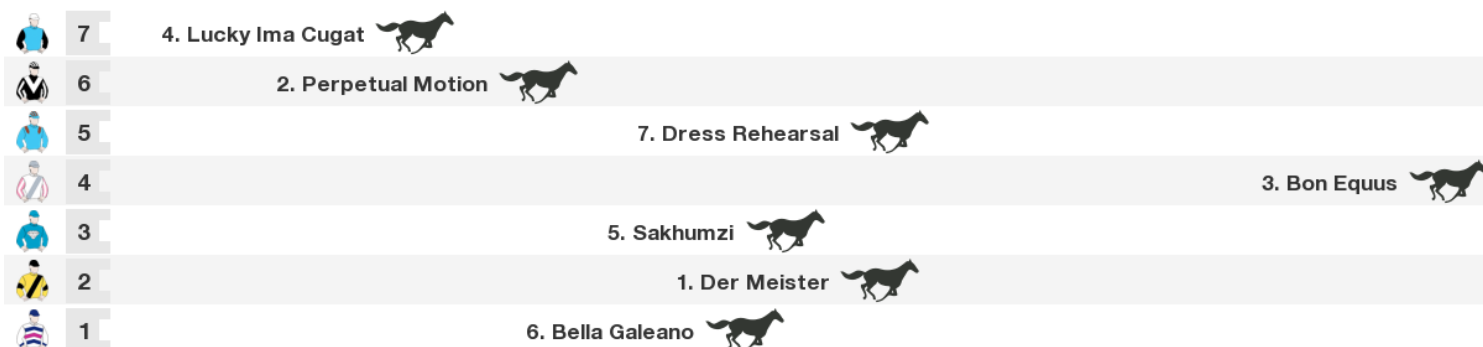 7 4. Lucky Ima Cugat
6 2. Perpetual Motion
5 7. Dress Rehearsal
4 3. Bon Equus
3 5. Sakhumzi
2 1. Der Meister
1 6. Bella Galeano